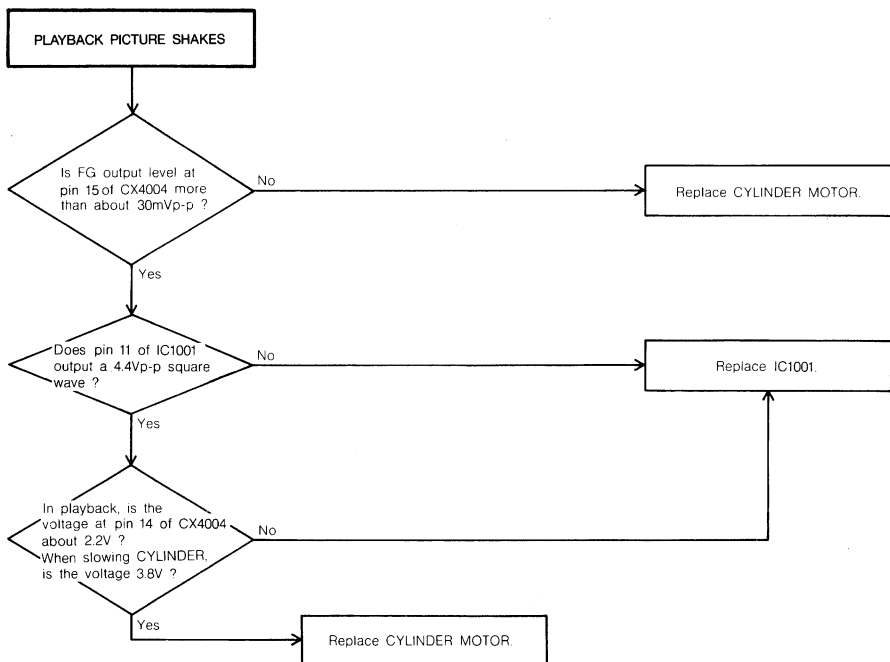 PLAYBACK PICTURE SHAKES
Is FG output level at
pin 15 of CX4004 more
than about 30mVp-p ?
No
Replace CYLINDER MOTOR.
Yes
Does pin 11 of IC1001
output a 4.4Vp-p square
wave ?
No
Replace IC1001.
Yes
In playback, is the
voltage at pin 14 of CX4004
about 2.2V ?
When slowing CYLINDER,
is the voltage 3.8V ?
No
Yes
Replace CYLINDER MOTOR.